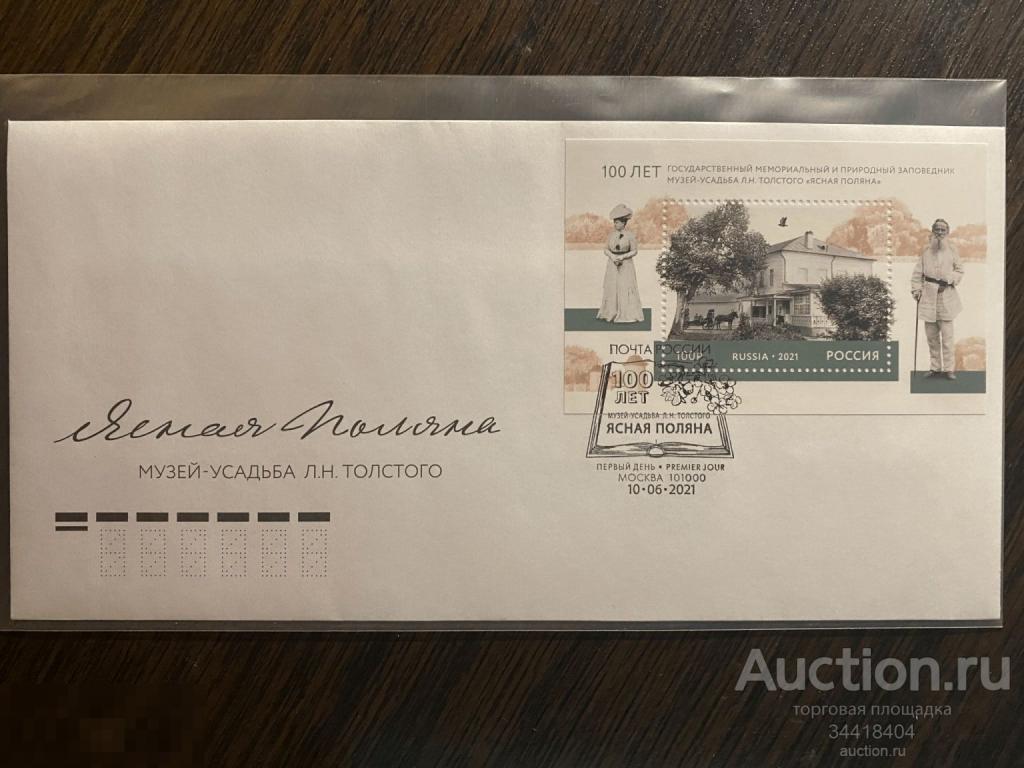 100 ЛЕТ ГОСУДАРСТВЕННЫЙ МЕМОРИАЛЬНЫЙ И ПРИРОДНЫЙ ЗАПОВЕДНИК
МУЗЕЙ-УСАДЬБА Л.Н. ТОЛСТОГО «ЯСНАЯ ПОЛЯНА»
100₽ RUSSIA • 2021 РОССИЯ
ПОЧТА РОССИИ
100
ЛЕТ
МУЗЕЙ-УСАДЬБА Л.Н. ТОЛСТОГО
ЯСНАЯ ПОЛЯНА
ПЕРВЫЙ ДЕНЬ • PREMIER JOUR
МОСКВА 101000
10•06•2021
Ясная Поляна
МУЗЕЙ-УСАДЬБА Л.Н. ТОЛСТОГО
Auction.ru
торговая площадка
34418404
auction.ru